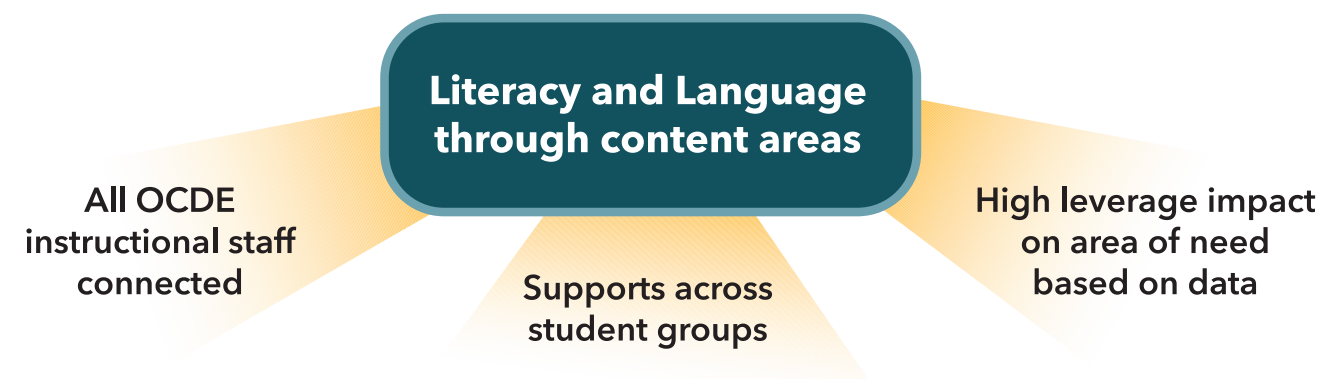 Literacy and Language
through content areas
All OCDE
instructional staff
connected
Supports across
student groups
High leverage impact
on area of need
based on data